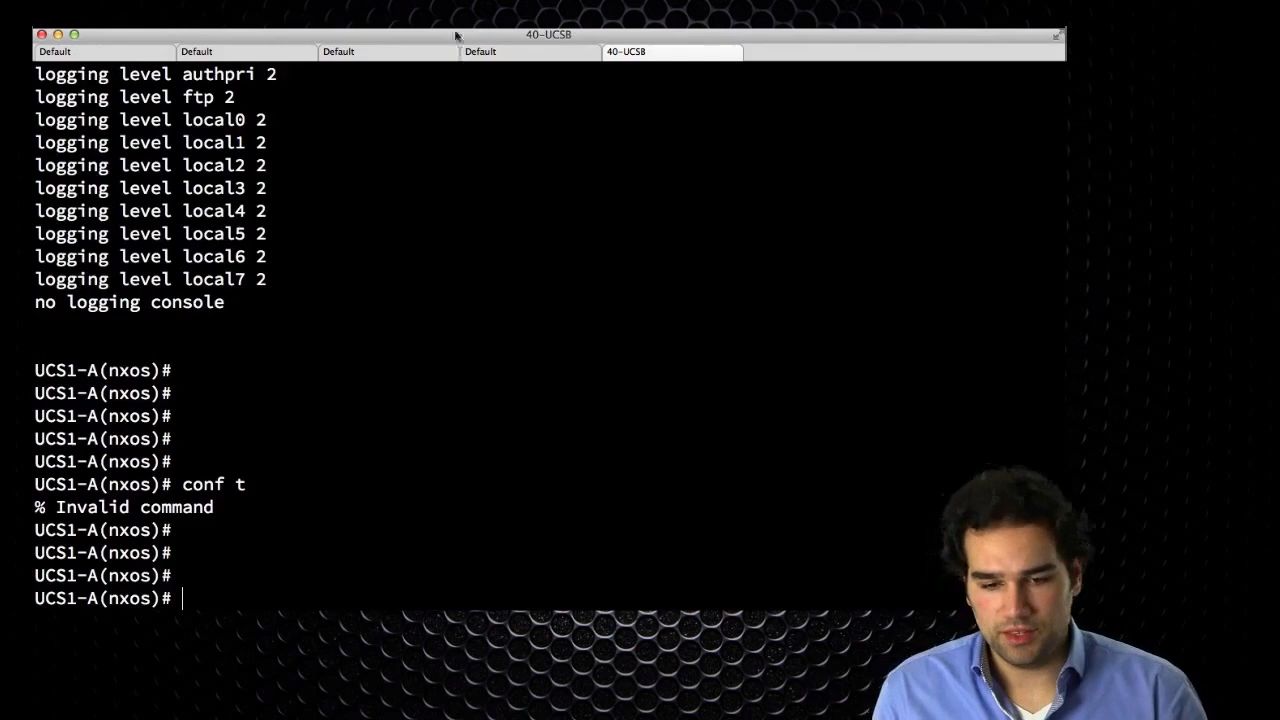 40-UCSB
Default Default Default Default 40-UCSB
logging level authpri 2
logging level ftp 2
logging level local0 2
logging level local1 2
logging level local2 2
logging level local3 2
logging level local4 2
logging level local5 2
logging level local6 2
logging level local7 2
no logging console
UCS1-A(nxos)#
UCS1-A(nxos)#
UCS1-A(nxos)#
UCS1-A(nxos)#
UCS1-A(nxos)#
UCS1-A(nxos)# conf t
% Invalid command
UCS1-A(nxos)#
UCS1-A(nxos)#
UCS1-A(nxos)#
UCS1-A(nxos)#